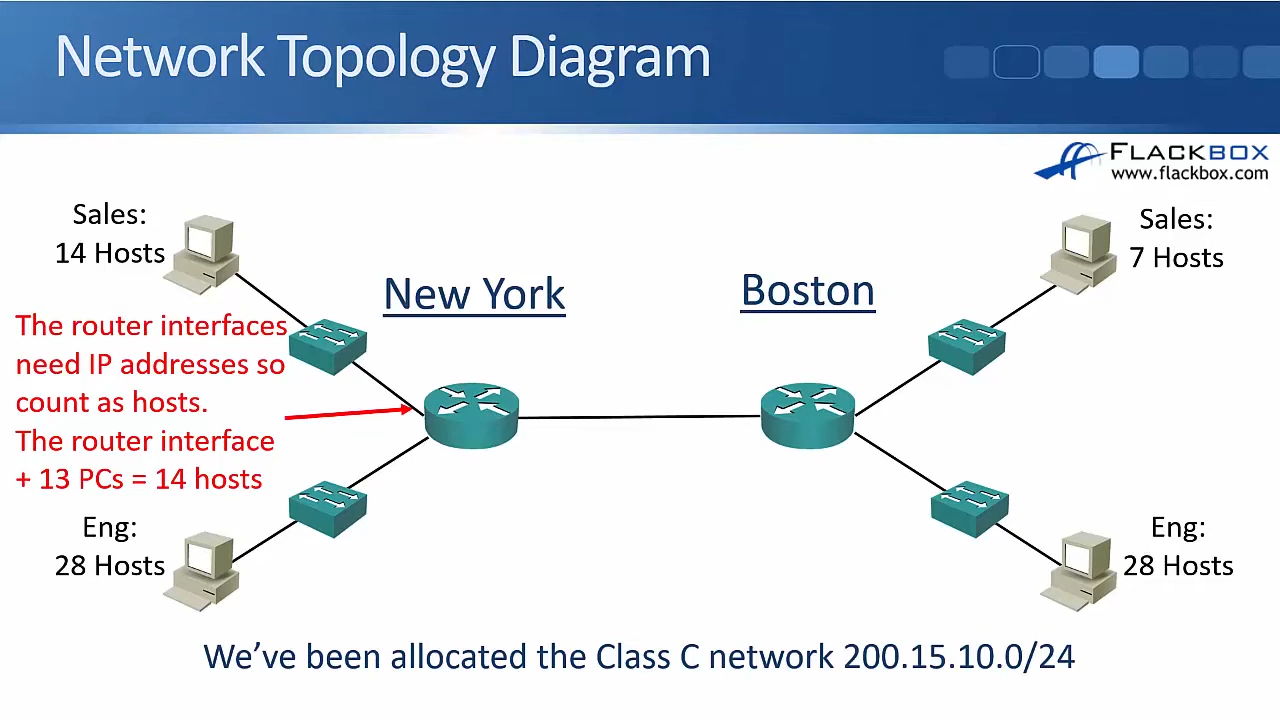 Network Topology Diagram
FLACKBOX
www.flackbox.com
Sales:
14 Hosts
New York
Boston
Sales:
7 Hosts
The router interfaces
need IP addresses so
count as hosts.
The router interface
+ 13 PCs = 14 hosts
Eng:
28 Hosts
Eng:
28 Hosts
We’ve been allocated the Class C network 200.15.10.0/24